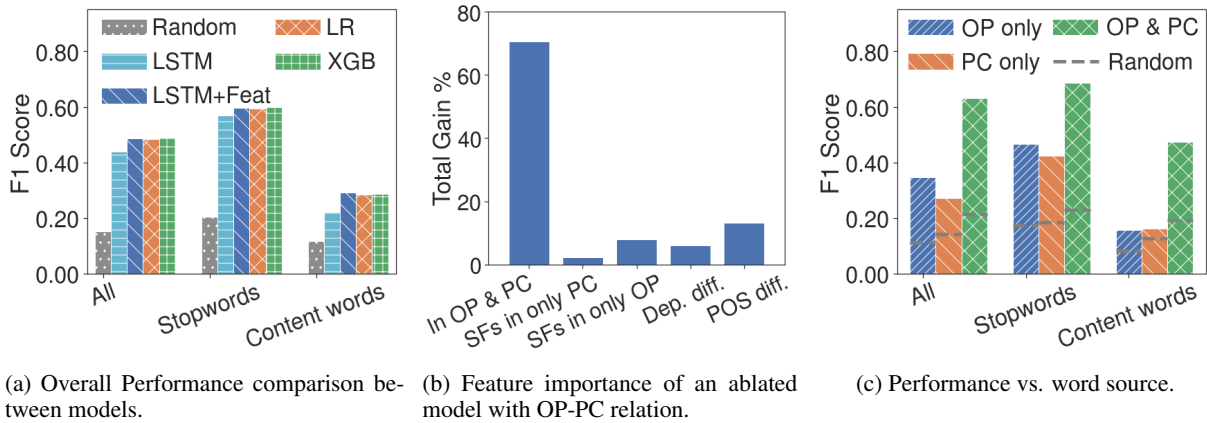 Random
LR
LSTM
XGB
LSTM+Feat
F1 Score
0.80
0.60
0.40
0.20
0.00
All
Stopwords
Content words
(a) Overall Performance comparison be-
tween models.
Total Gain %
80
60
40
20
0
In OP & PC
SFs in only PC
SFs in only OP
Dep. diff.
POS diff.
(b) Feature importance of an ablated
model with OP-PC relation.
OP only
OP & PC
PC only
Random
F1 Score
0.80
0.60
0.40
0.20
0.00
All
Stopwords
Content words
(c) Performance vs. word source.